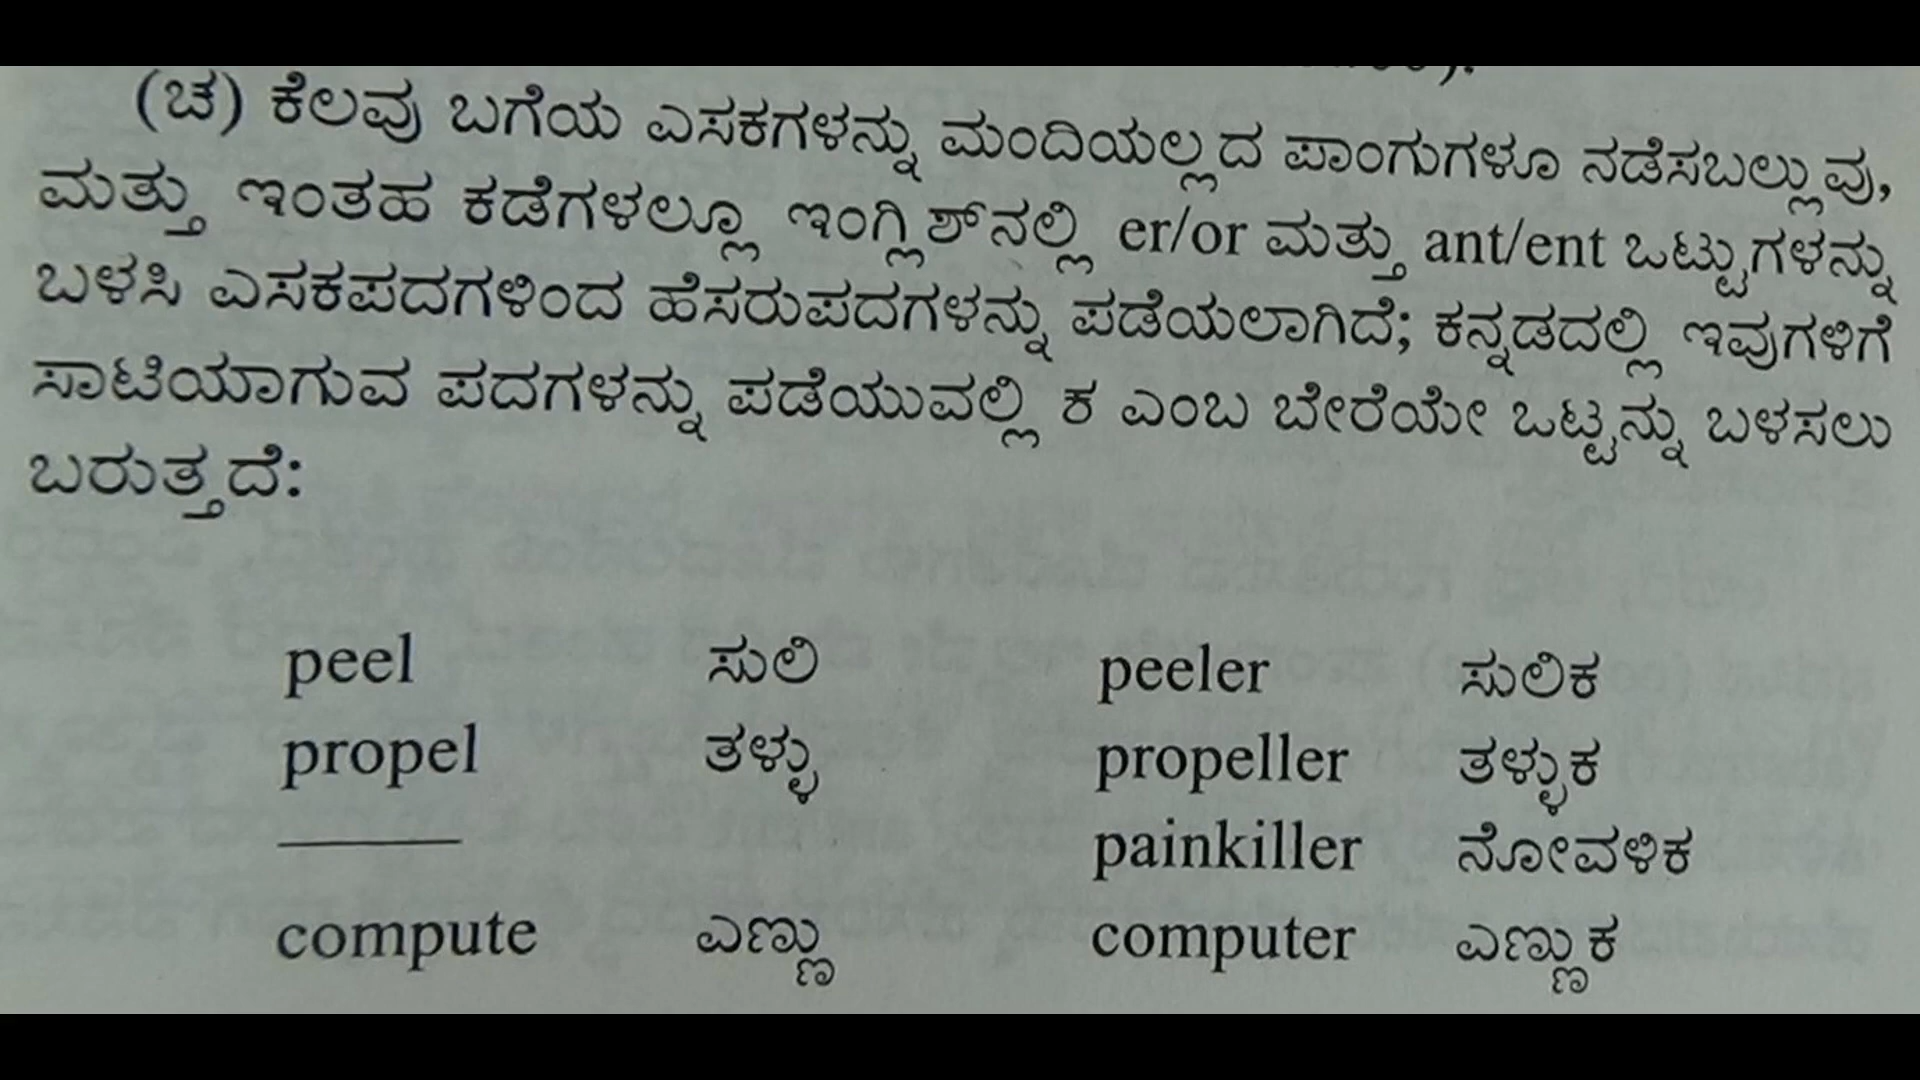 (ಚ) ಕೆಲವು ಬಗೆಯ ಎಸಕಗಳನ್ನು ಮಂದಿಯಲ್ಲದ ಪಾಂಗುಗಳೂ ನಡೆಸಬಲ್ಲುವು,
ಮತ್ತು ಇಂತಹ ಕಡೆಗಳಲ್ಲೂ ಇಂಗ್ಲಿಶ್‌ನಲ್ಲಿ er/or ಮತ್ತು ant/ent ಒಟ್ಟುಗಳನ್ನು
ಬಳಸಿ ಎಸಕಪದಗಳಿಂದ ಹೆಸರುಪದಗಳನ್ನು ಪಡೆಯಲಾಗಿದೆ; ಕನ್ನಡದಲ್ಲಿ ಇವುಗಳಿಗೆ
ಸಾಟಿಯಾಗುವ ಪದಗಳನ್ನು ಪಡೆಯುವಲ್ಲಿ ಕ ಎಂಬ ಬೇರೆಯೇ ಒಟ್ಟನ್ನು ಬಳಸಲು
ಬರುತ್ತದೆ:
peel ಸುಲಿ peeler ಸುಲಿಕ
propel ತಳ್ಳು propeller ತಳ್ಳುಕ
painkiller ನೋವಳಿಕ
compute ಎಣ್ಣು computer ಎಣ್ಣುಕ